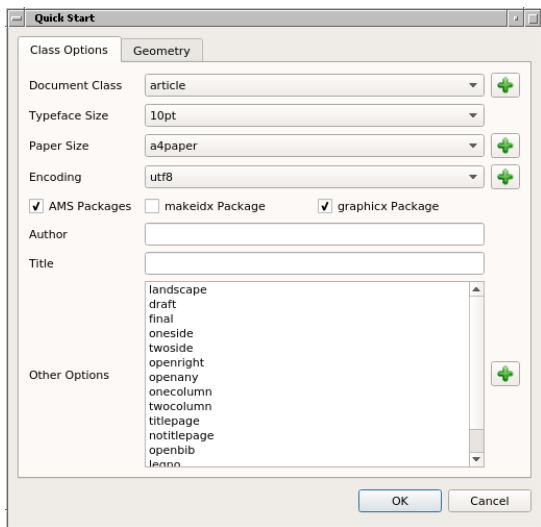 Quick Start
Class Options Geometry
Document Class article
Typeface Size 10pt
Paper Size a4paper
Encoding utf8
AMS Packages makeidx Package graphicx Package
Author
Title
landscape
draft
final
oneside
twoside
openright
Other Options openany
onecolumn
twocolumn
titlepage
notitlepage
openbib
leqno
OK Cancel